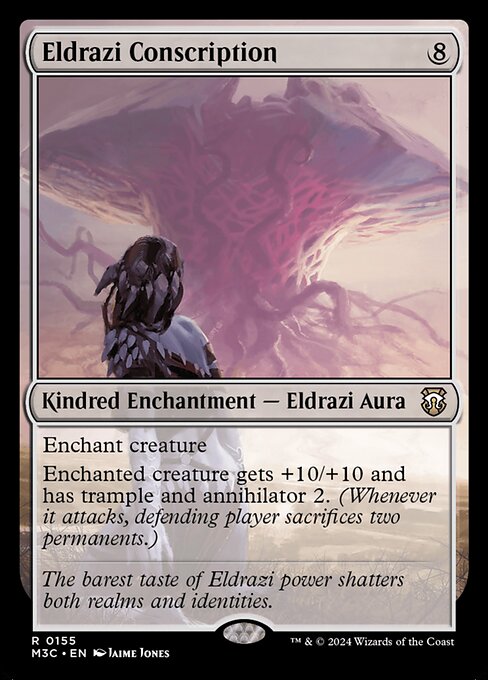 Eldrazi Conscription 8
Kindred Enchantment — Eldrazi Aura
Enchant creature
Enchanted creature gets +10/+10 and
has trample and annihilator 2. (Whenever
it attacks, defending player sacrifices two
permanents.)
The barest taste of Eldrazi power shatters
both realms and identities.
R 0155
M3C • EN Jaime Jones
™ & © 2024 Wizards of the Coast